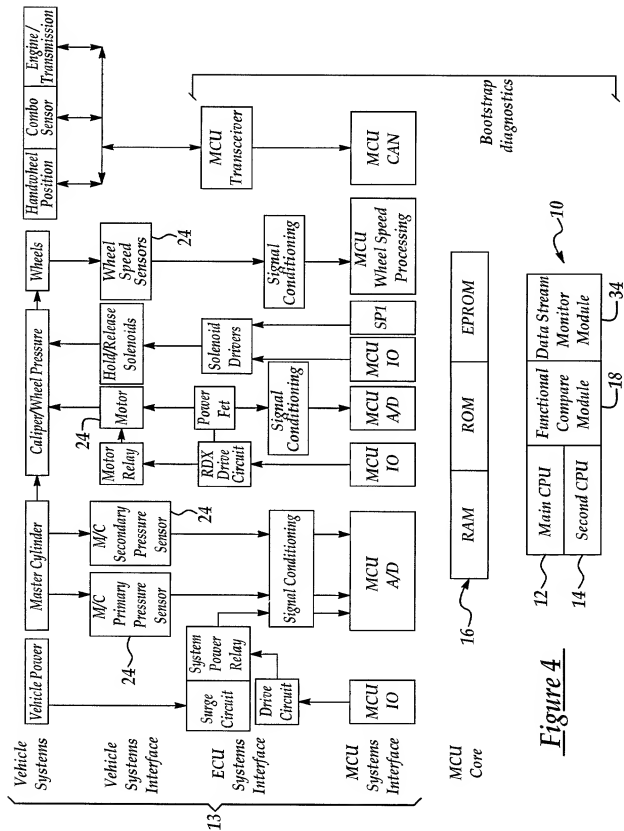 Vehicle
Systems
Vehicle Power
Master Cylinder
Caliper/Wheel Pressure
Wheels
Handwheel
Position
Combo
Sensor
Engine/
Transmission
Vehicle
Systems
Interface
M/C
Primary
Pressure
Sensor
24
M/C
Secondary
Pressure
Sensor
24
Motor
Relay
Motor
24
Hold/Release
Solenoids
Wheel
Speed
Sensors
24
13
ECU
Systems
Interface
Surge
Circuit
System
Power
Relay
Drive
Circuit
Signal Conditioning
RDX
Drive
Circuit
Power
Fet
Signal
Conditioning
Solenoid
Drivers
Signal
Conditioning
MCU
Transceiver
MCU
Systems
Interface
MCU
IO
MCU
A/D
MCU
IO
MCU
A/D
MCU
IO
SP1
MCU
Wheel Speed
Processing
MCU
CAN
Bootstrap
diagnostics
MCU
Core
16
RAM
ROM
EPROM
12
Main CPU
14
Second CPU
Functional
Compare
Module
18
Data Stream
Monitor
Module
34
10
Figure 4